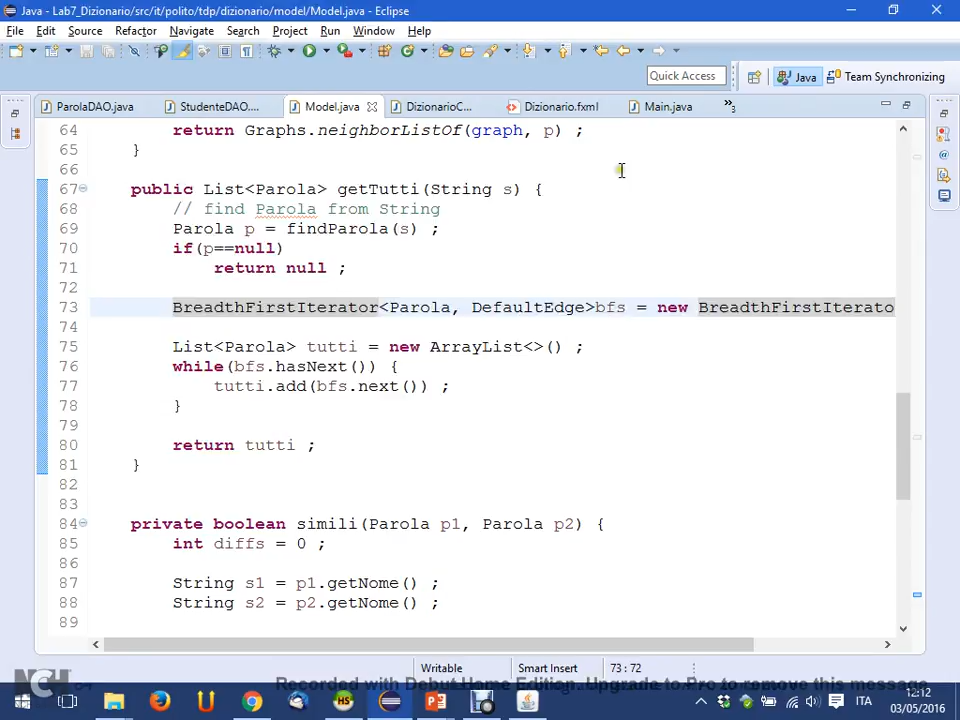 Java - Lab7_Dizionario/src/it/polito/tdp/dizionario/model/Model.java - Eclipse
File Edit Source Refactor Navigate Search Project Run Window Help
Quick Access Java Team Synchronizing
ParolaDAO.java StudenteDAO.... Model.java DizionarioC... Dizionario.fxml Main.java »3
64 return Graphs.neighborListOf(graph, p) ;
65 }
66
67 public List<Parola> getTutti(String s) {
68 // find Parola from String
69 Parola p = findParola(s) ;
70 if(p==null)
71 return null ;
72
73 BreadthFirstIterator<Parola, DefaultEdge>bfs = new BreadthFirstIterato
74
75 List<Parola> tutti = new ArrayList<>() ;
76 while(bfs.hasNext()) {
77 tutti.add(bfs.next()) ;
78 }
79
80 return tutti ;
81 }
82
83
84 private boolean simili(Parola p1, Parola p2) {
85 int diffs = 0 ;
86
87 String s1 = p1.getNome() ;
88 String s2 = p2.getNome() ;
89
Writable Smart Insert 73 : 72
NCH
Recorded with Debut Home Edition. Upgrade to Pro to remove this message
ITA
12:12
03/05/2016